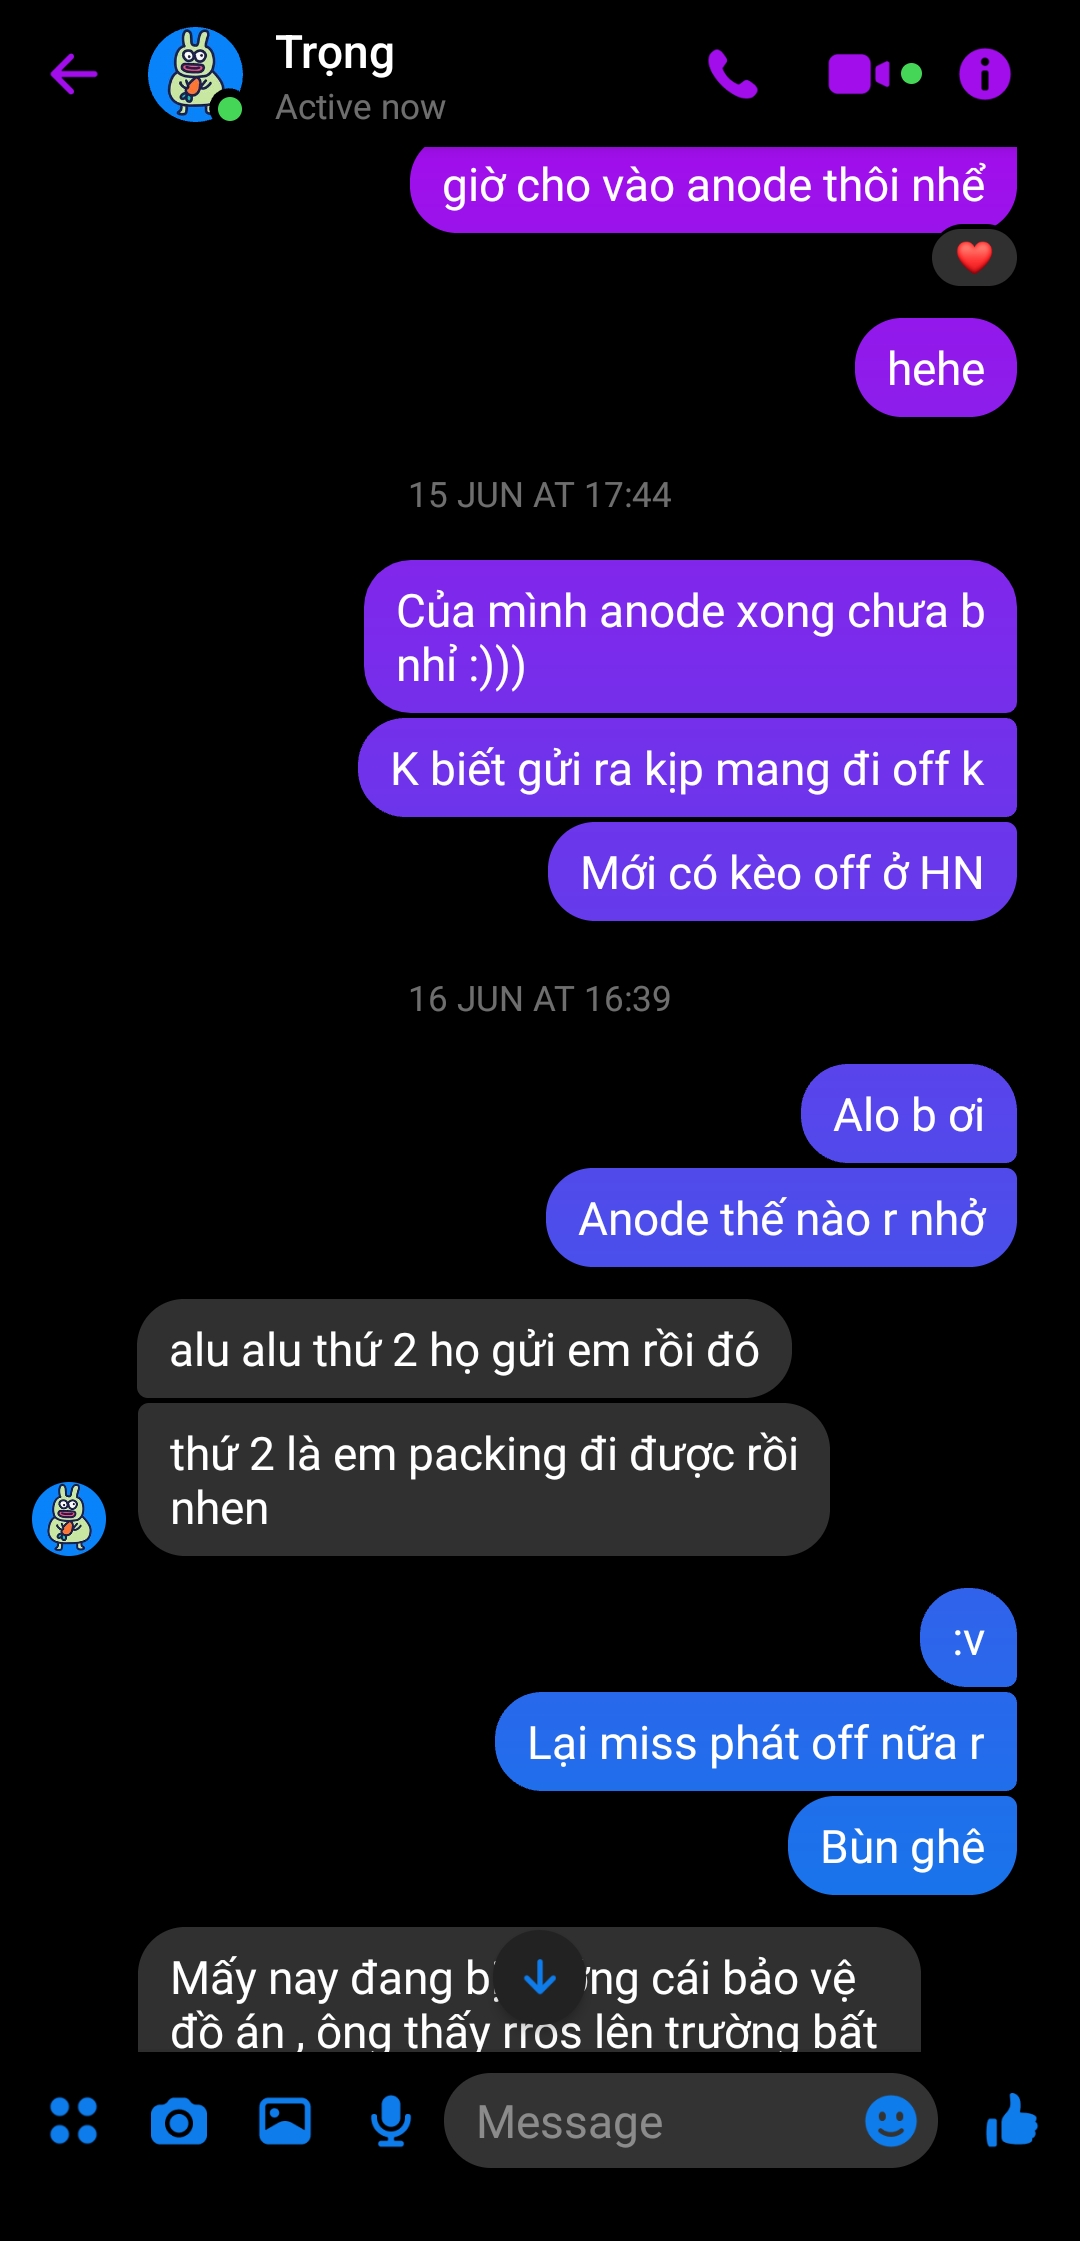 Trọng
Active now
giờ cho vào anode thôi nhể
hehe
15 JUN AT 17:44
Của mình anode xong chưa b
nhỉ :)))
K biết gửi ra kịp mang đi off k
Mới có kèo off ở HN
16 JUN AT 16:39
Alo b ơi
Anode thế nào r nhở
alu alu thứ 2 họ gửi em rồi đó
thứ 2 là em packing đi được rồi
nhen
:v
Lại miss phát off nữa r
Bùn ghê
Mấy nay đang cái bảo vệ
đồ án , ông thấy lên trường bất
Message